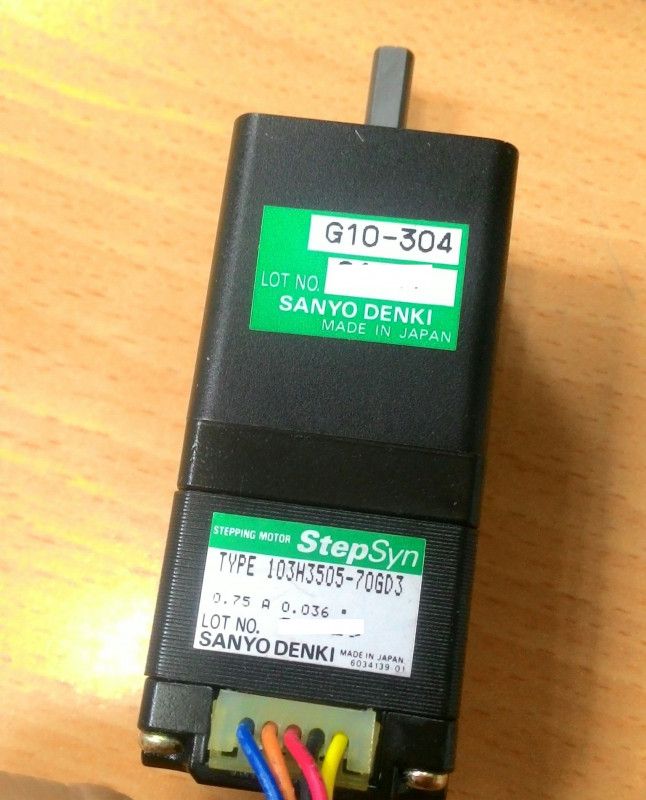 G10-304
LOT NO.
SANYO DENKI
MADE IN JAPAN
STEPPING MOTOR StepSyn
TYPE 103H3505-70GD3
0.75 A 0.036 °
LOT NO.
SANYO DENKI MADE IN JAPAN
6034139-01